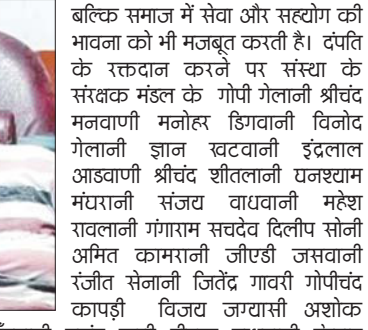 बल्कि समाज में सेवा और सहयोग की
भावना को भी मजबूत करती है। दंपति
के रक्तदान करने पर संस्था के
संरक्षक मंडल के गोपी गेलानी श्रीचंद
मनवाणी मनोहर डिगवानी विनोद
गेलानी ज्ञान खटवानी इंद्रलाल
आडवाणी श्रीचंद शीतलानी घनश्याम
मंघरानी संजय वाधवानी महेश
रावलानी गंगाराम सचदेव दिलीप सोनी
अमित कामरानी जीएडी जसवानी
रंजीत सेनानी जितेंद्र गावरी गोपीचंद
कापड़ी विजय जग्यासी अशोक